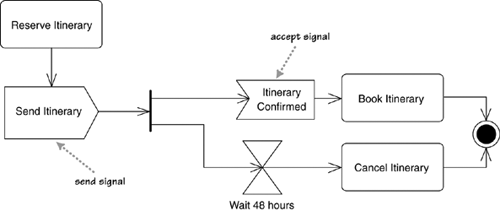 Reserve Itinerary
accept signal
Itinerary
Confirmed
Book Itinerary
Send Itinerary
send signal
Wait 48 hours
Cancel Itinerary